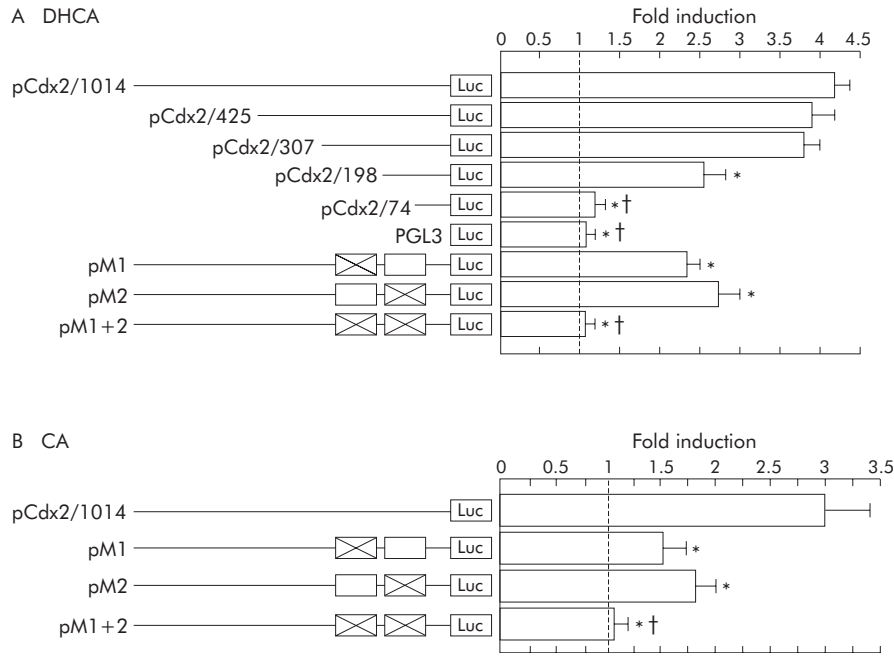 A DHCA
Fold induction
0 0.5 1 1.5 2 2.5 3 3.5 4 4.5
pCdx2/1014 Luc
pCdx2/425 Luc
pCdx2/307 Luc
pCdx2/198 Luc *
pCdx2/74 Luc *†
PGL3 Luc *†
pM1 Luc *
pM2 Luc *
pM1+2 Luc *†
B CA
Fold induction
0 0.5 1 1.5 2 2.5 3 3.5
pCdx2/1014 Luc
pM1 Luc *
pM2 Luc *
pM1+2 Luc *†